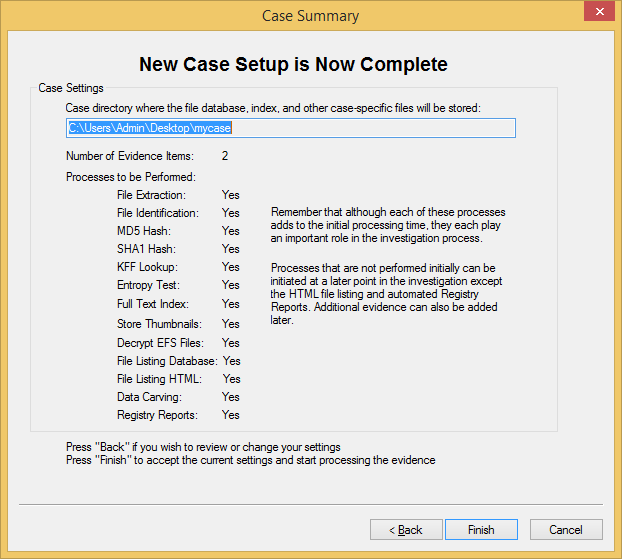 Case Summary
New Case Setup is Now Complete
Case Settings
Case directory where the file database, index, and other case-specific files will be stored:
C:\Users\Admin\Desktop\mycase
Number of Evidence Items: 2
Processes to be Performed:
File Extraction: Yes
File Identification: Yes
MD5 Hash: Yes
SHA1 Hash: Yes
KFF Lookup: Yes
Entropy Test: Yes
Full Text Index: Yes
Store Thumbnails: Yes
Decrypt EFS Files: Yes
File Listing Database: Yes
File Listing HTML: Yes
Data Carving: Yes
Registry Reports: Yes
Remember that although each of these processes
adds to the initial processing time, they each play
an important role in the investigation process.
Processes that are not performed initially can be
initiated at a later point in the investigation except
the HTML file listing and automated Registry
Reports. Additional evidence can also be added
later.
Press "Back" if you wish to review or change your settings
Press "Finish" to accept the current settings and start processing the evidence
< Back
Finish
Cancel